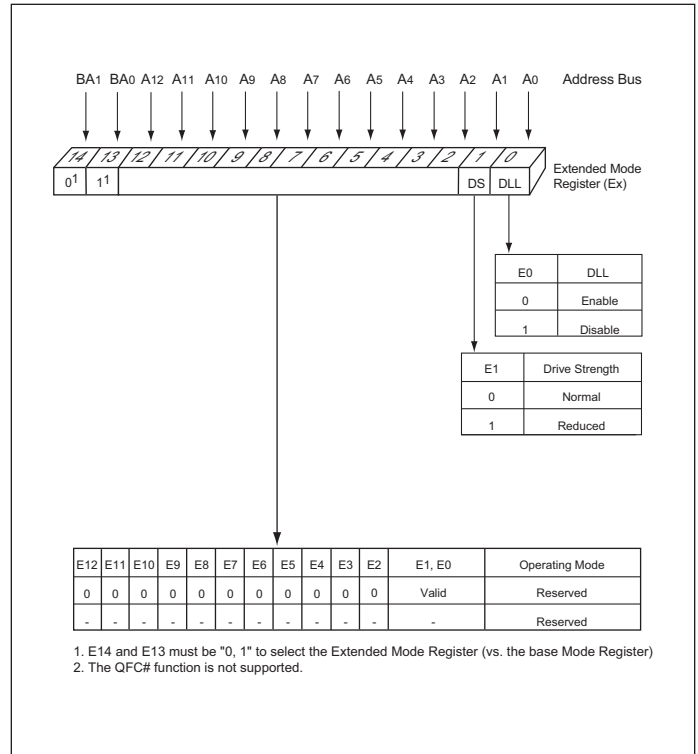 BA1 BA0 A12 A11 A10 A9 A8 A7 A6 A5 A4 A3 A2 A1 A0 Address Bus
14 13 12 11 10 9 8 7 6 5 4 3 2 1 0
Extended Mode
Register (Ex)
0¹ 1¹ DS DLL
E0 DLL
0 Enable
1 Disable
E1 Drive Strength
0 Normal
1 Reduced
E12 E11 E10 E9 E8 E7 E6 E5 E4 E3 E2 E1, E0 Operating Mode
0 0 0 0 0 0 0 0 0 0 0 Valid Reserved
- - - - - - - - - - - - Reserved
1. E14 and E13 must be "0, 1" to select the Extended Mode Register (vs. the base Mode Register)
2. The QFC# function is not supported.